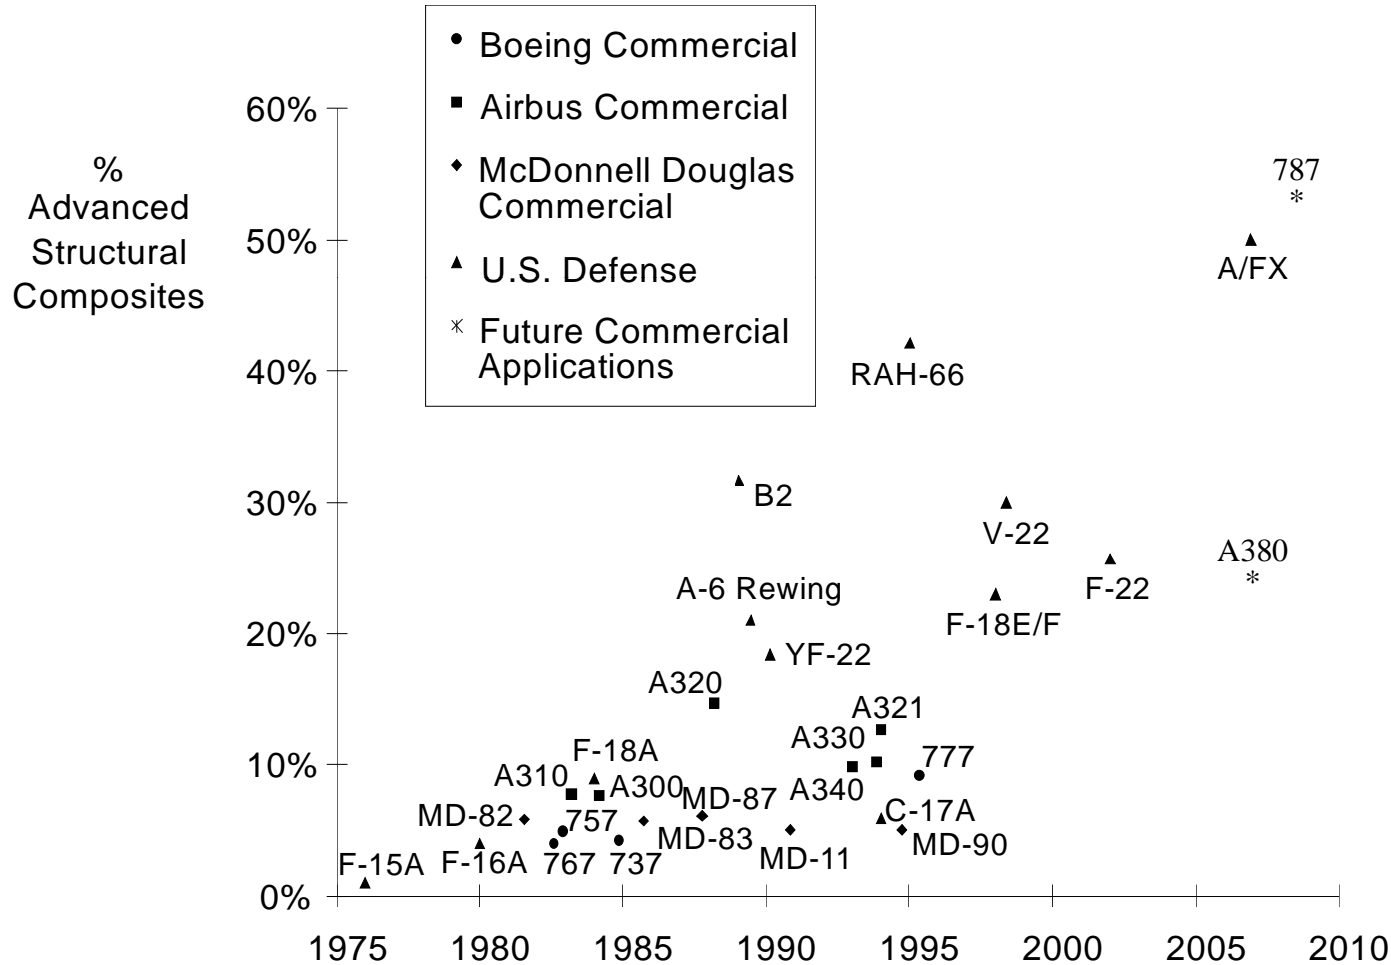 Boeing Commercial
Airbus Commercial
McDonnell Douglas
Commercial
U.S. Defense
Future Commercial
Applications
%
Advanced
Structural
Composites
60%
50%
40%
30%
20%
10%
0%
787
A/FX
RAH-66
B2
V-22
A380
F-22
A-6 Rewing
F-18E/F
YF-22
A320
A321
A330
777
F-18A
A310
A300
A340
MD-87
MD-82
757
C-17A
MD-83
MD-90
F-15A
F-16A
767
737
MD-11
1975
1980
1985
1990
1995
2000
2005
2010